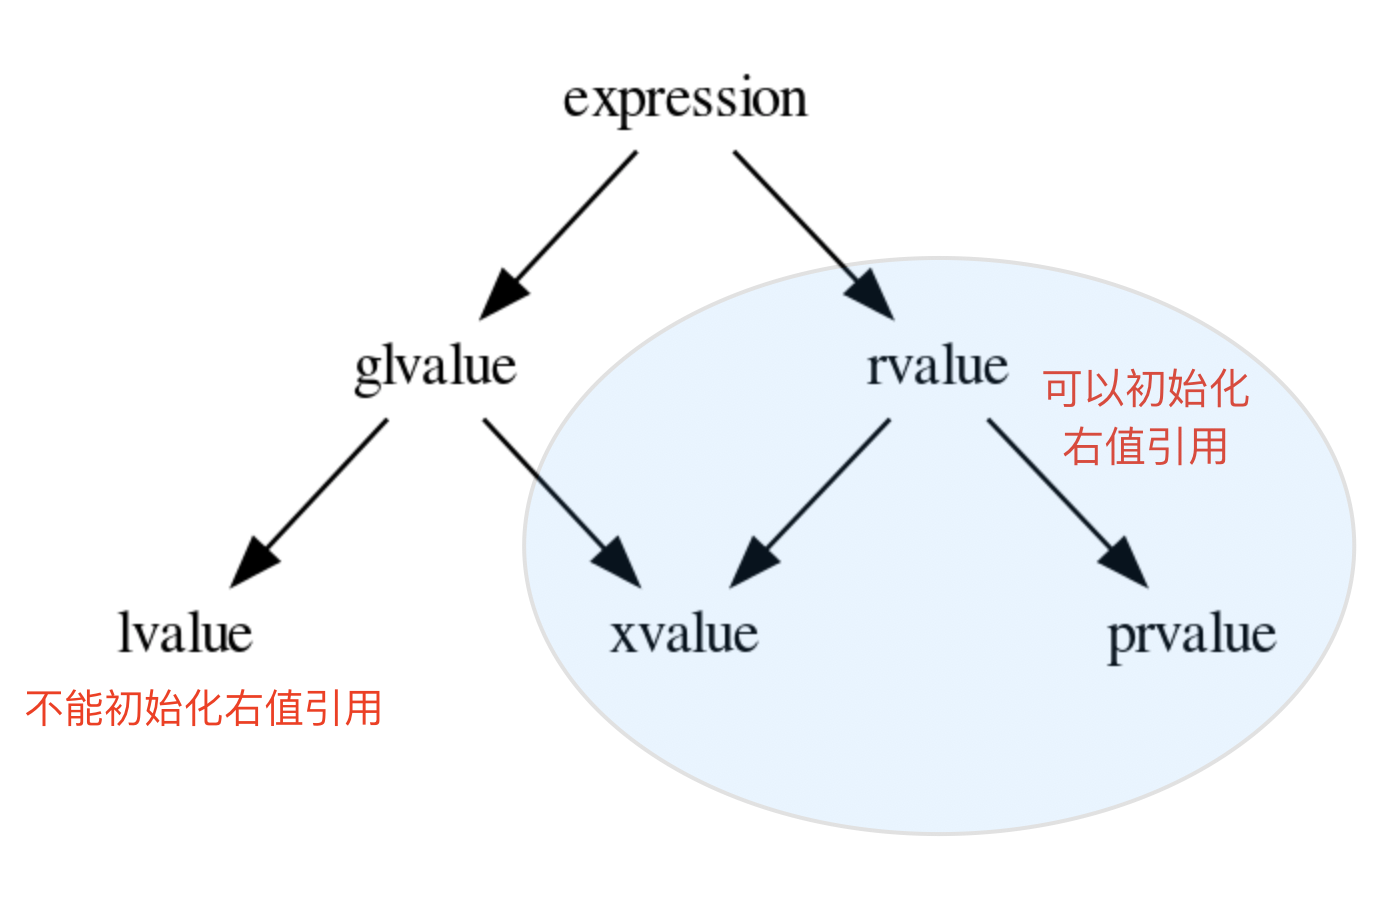 expression
glvalue
rvalue
可以初始化
右值引用
lvalue
xvalue
prvalue
不能初始化右值引用